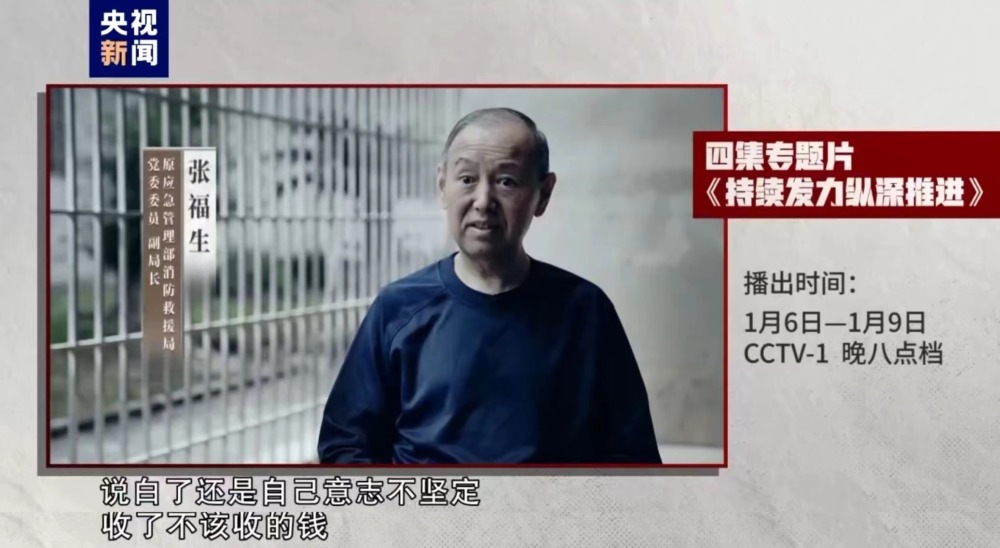 央视
新闻
四集专题片
《持续发力纵深推进》
张福生
原应急管理部消防救援局
党委委员 副局长
播出时间：
1月6日—1月9日
CCTV-1 晚八点档
说白了还是自己意志不坚定
收了不该收的钱